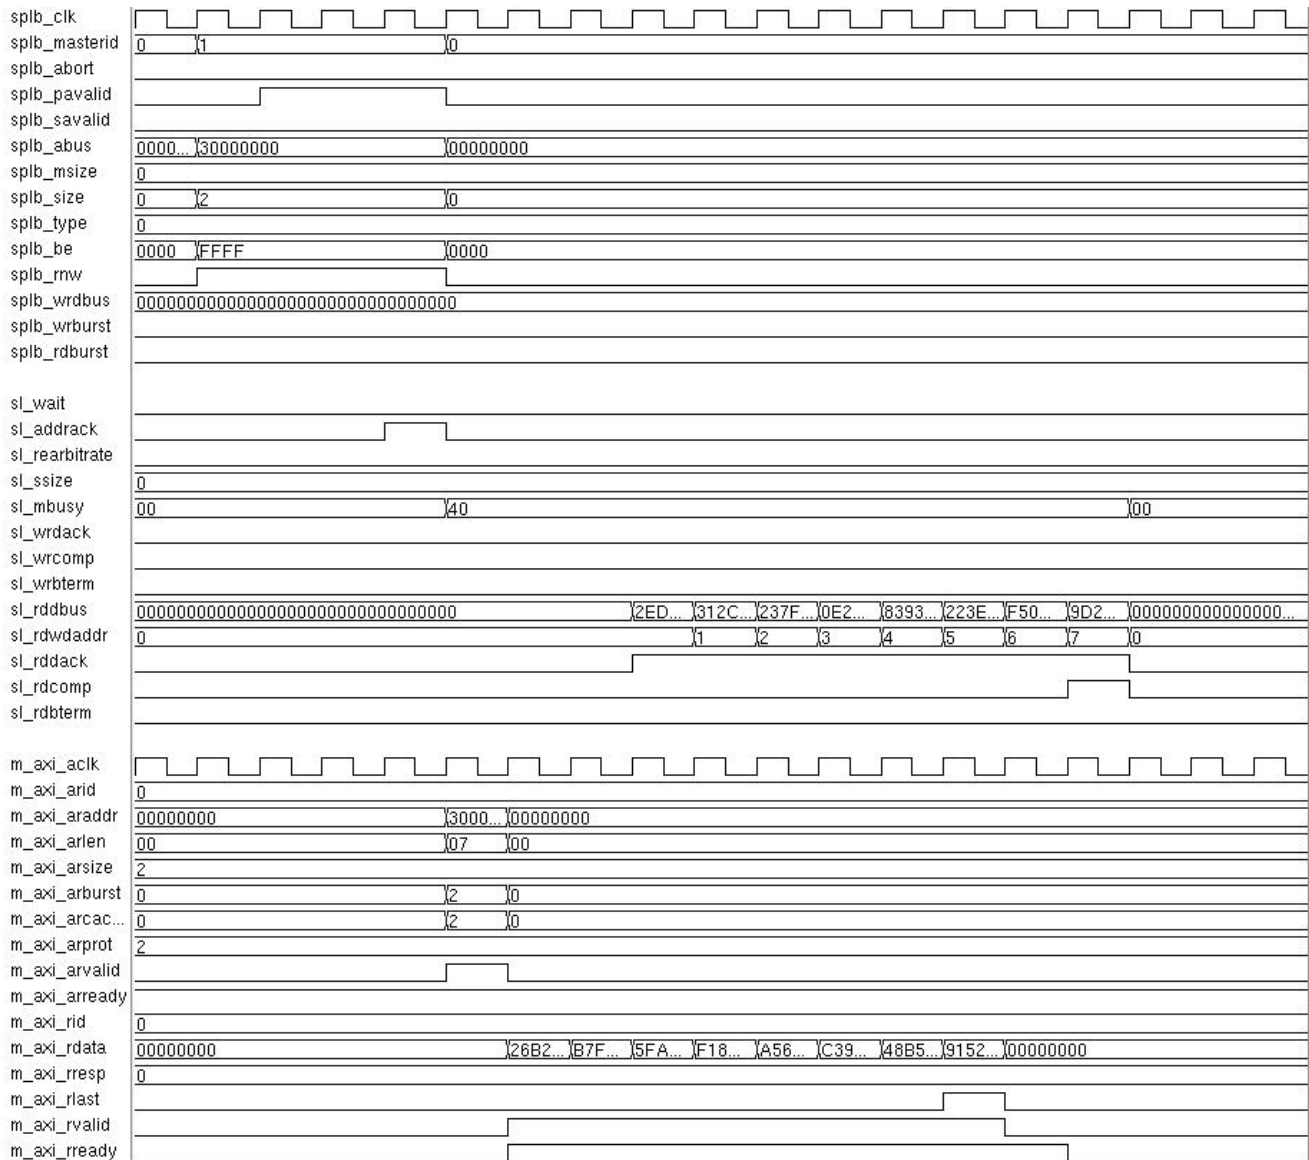 splb_clk
splb_masterid 0 1 0
splb_abort
splb_pavalid
splb_savalid
splb_abus 0000... 30000000 00000000
splb_msize 0
splb_size 0 2 0
splb_type 0
splb_be 0000 FFFF 0000
splb_rnw
splb_wrdbus 00000000000000000000000000000000
splb_wrburst
splb_rdburst
sl_wait
sl_addrack
sl_rearbitrate
sl_ssize 0
sl_mbusy 00 40 00
sl_wrdack
sl_wrcomp
sl_wrbterm
sl_rddbus 00000000000000000000000000000000 2ED... 312C... 237F... 0E2... 8393... 223E... F50... 9D2... 000000000000000...
sl_rdwdaddr 0 1 2 3 4 5 6 7 0
sl_rddack
sl_rdcomp
sl_rdbterm
m_axi_aclk
m_axi_arid 0
m_axi_araddr 00000000 3000... 00000000
m_axi_arlen 00 07 00
m_axi_arsize 2
m_axi_arburst 0 2 0
m_axi_arcac... 0 2 0
m_axi_arprot 2
m_axi_arvalid
m_axi_arready
m_axi_rid 0
m_axi_rdata 00000000 26B2... B7F... 5FA... F18... A56... C39... 48B5... 9152... 00000000
m_axi_rresp 0
m_axi_rlast
m_axi_rvalid
m_axi_rready